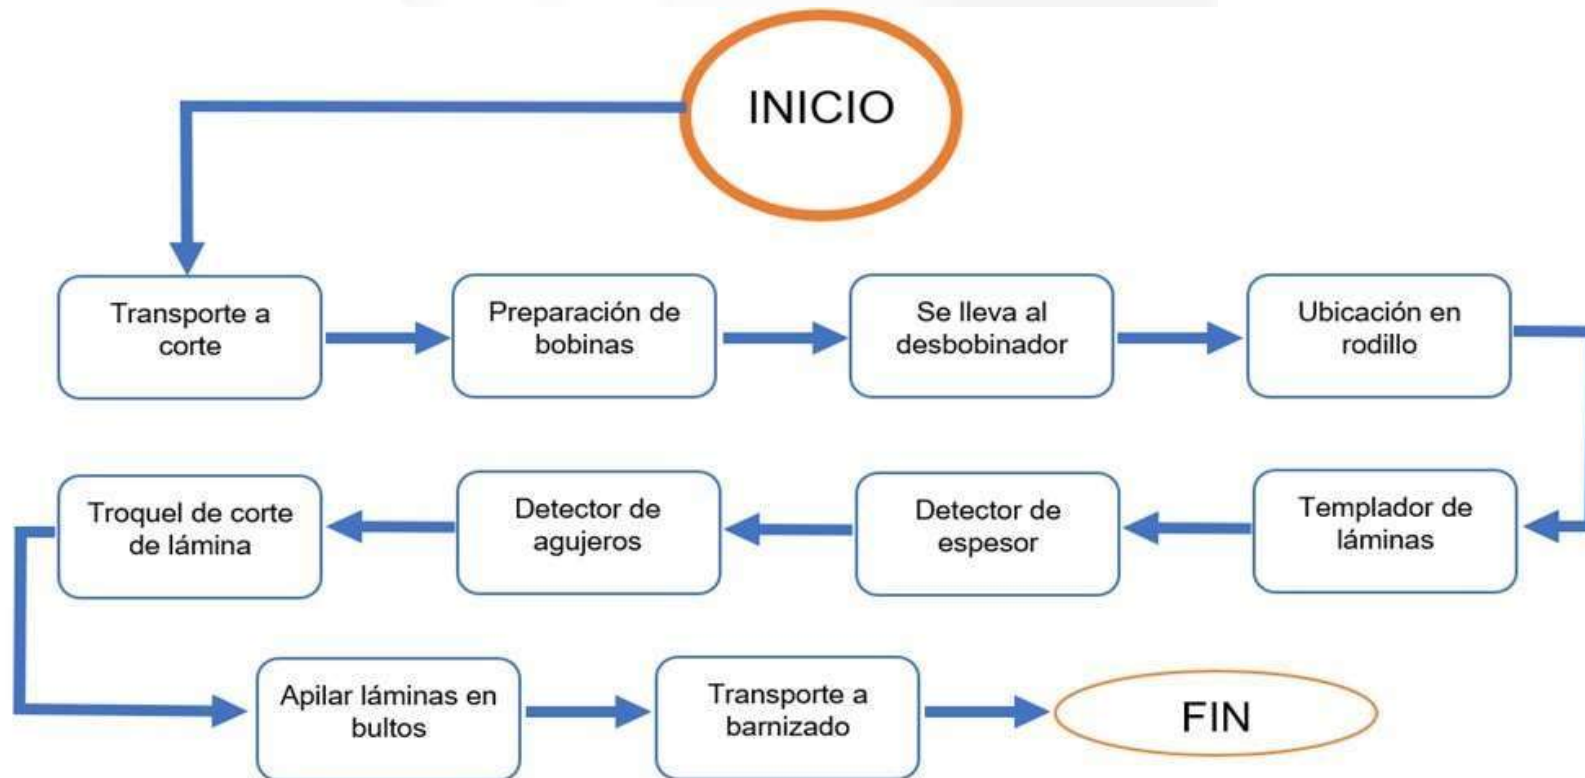 INICIO
Transporte a
corte
Preparación de
bobinas
Se lleva al
desbobinador
Ubicación en
rodillo
Templador de
láminas
Detector de
espesor
Detector de
agujeros
Troquel de corte
de lámina
Apilar láminas en
bultos
Transporte a
barnizado
FIN